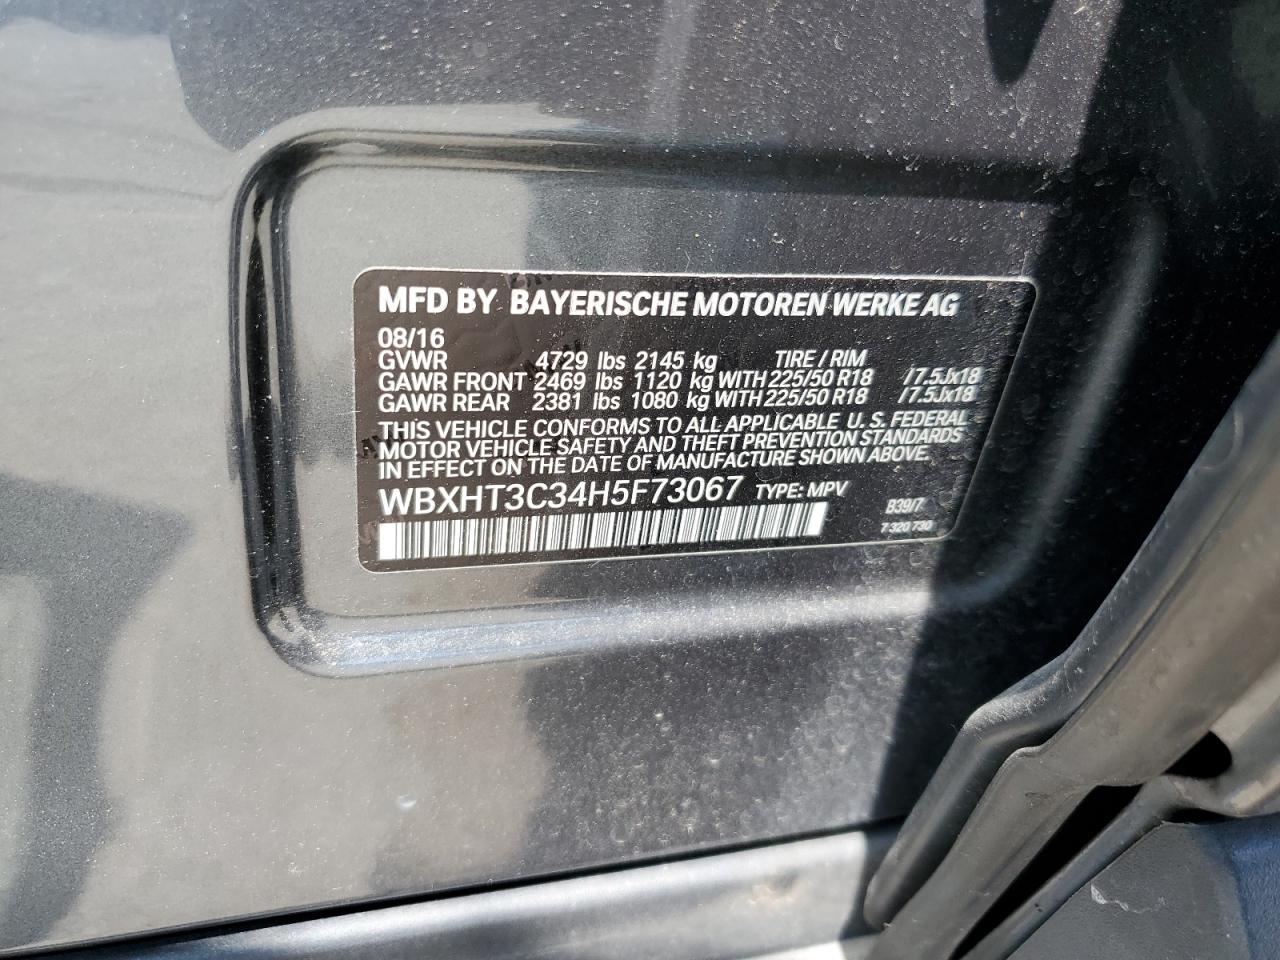 MFD BY BAYERISCHE MOTOREN WERKE AG
08/16
GVWR 4729 lbs 2145 kg TIRE / RIM
GAWR FRONT 2469 lbs 1120 kg WITH 225/50 R18 / 7.5Jx18
GAWR REAR 2381 lbs 1080 kg WITH 225/50 R18 / 7.5Jx18
THIS VEHICLE CONFORMS TO ALL APPLICABLE U. S. FEDERAL
MOTOR VEHICLE SAFETY AND THEFT PREVENTION STANDARDS
IN EFFECT ON THE DATE OF MANUFACTURE SHOWN ABOVE.
WBXHT3C34H5F73067 TYPE: MPV
B39/7
7 320 730